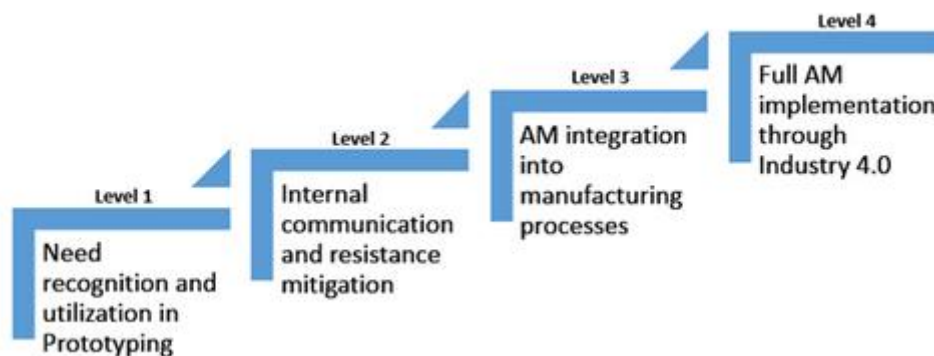 Level 1
Need
recognition and
utilization in
Prototyping
Level 2
Internal
communication
and resistance
mitigation
Level 3
AM integration
into
manufacturing
processes
Level 4
Full AM
implementation
through
Industry 4.0